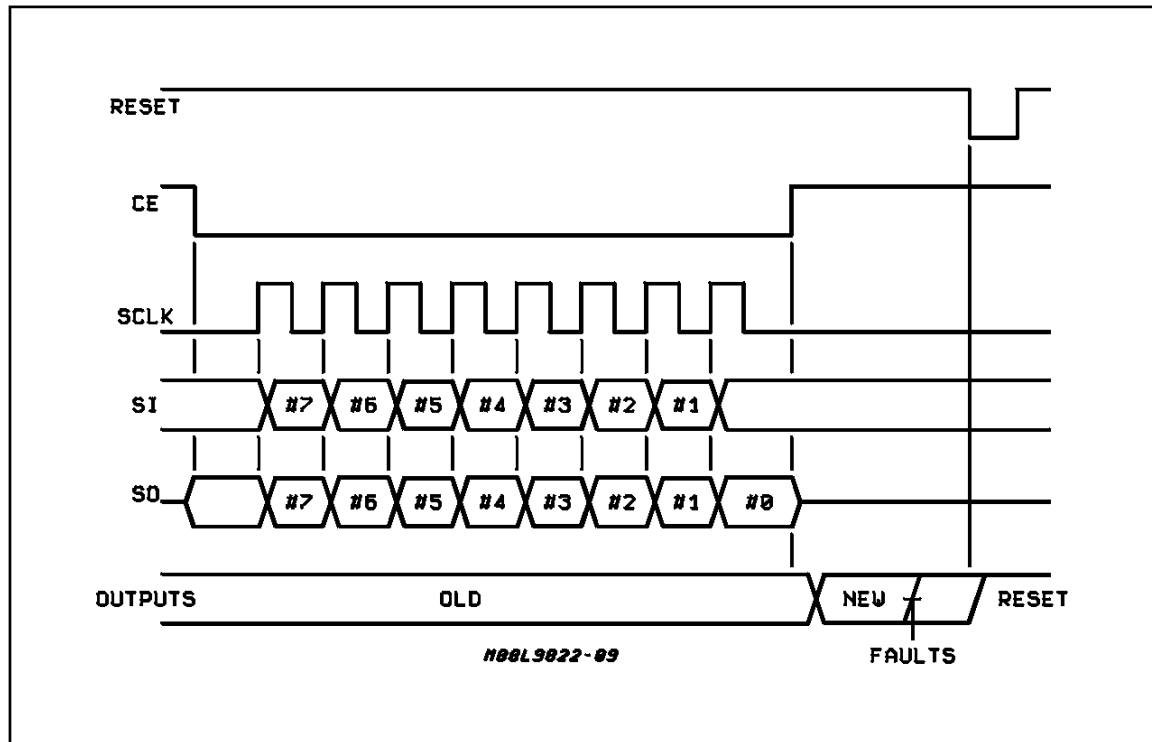 RESET
CE
SCLK
SI #7 #6 #5 #4 #3 #2 #1
SO #7 #6 #5 #4 #3 #2 #1 #0
OUTPUTS OLD NEW RESET
M88L9822-09 FAULTS